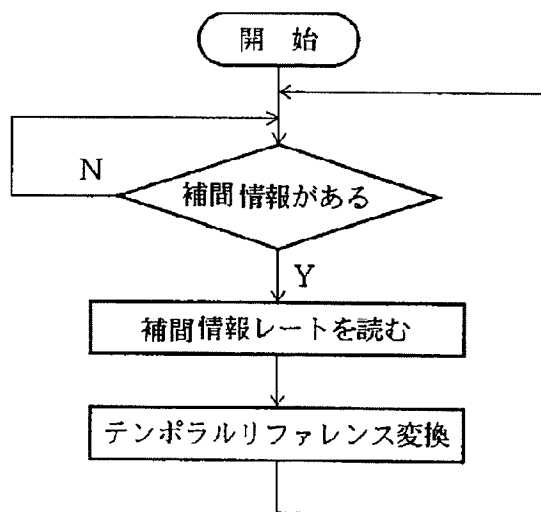 開 始
補間情報がある
N
Y
補間情報レートを読む
テンポラルリファレンス変換